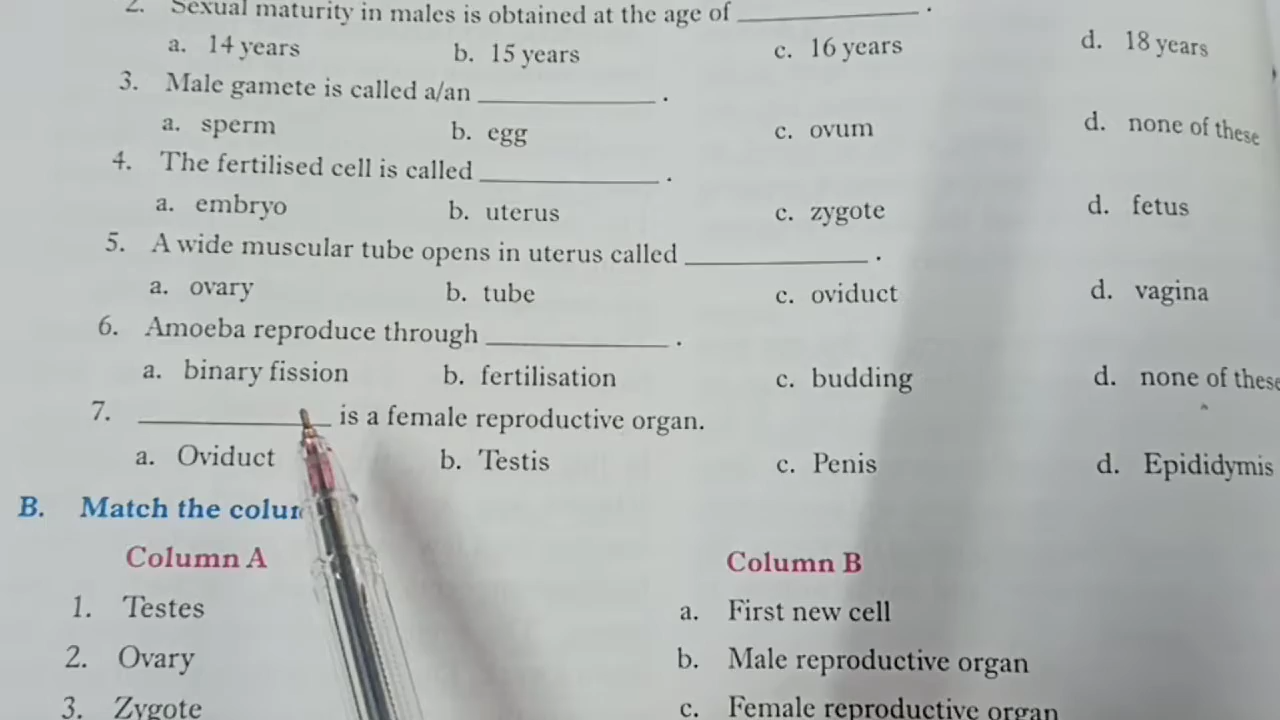 2. Sexual maturity in males is obtained at the age of ____________ .
a. 14 years b. 15 years c. 16 years d. 18 years
3. Male gamete is called a/an ____________ .
a. sperm b. egg c. ovum d. none of these
4. The fertilised cell is called ____________ .
a. embryo b. uterus c. zygote d. fetus
5. A wide muscular tube opens in uterus called ____________ .
a. ovary b. tube c. oviduct d. vagina
6. Amoeba reproduce through ____________ .
a. binary fission b. fertilisation c. budding d. none of these
7. ____________ is a female reproductive organ.
a. Oviduct b. Testis c. Penis d. Epididymis
B. Match the
Column A Column B
1. Testes a. First new cell
2. Ovary b. Male reproductive organ
3. Zygote c. Female reproductive organ